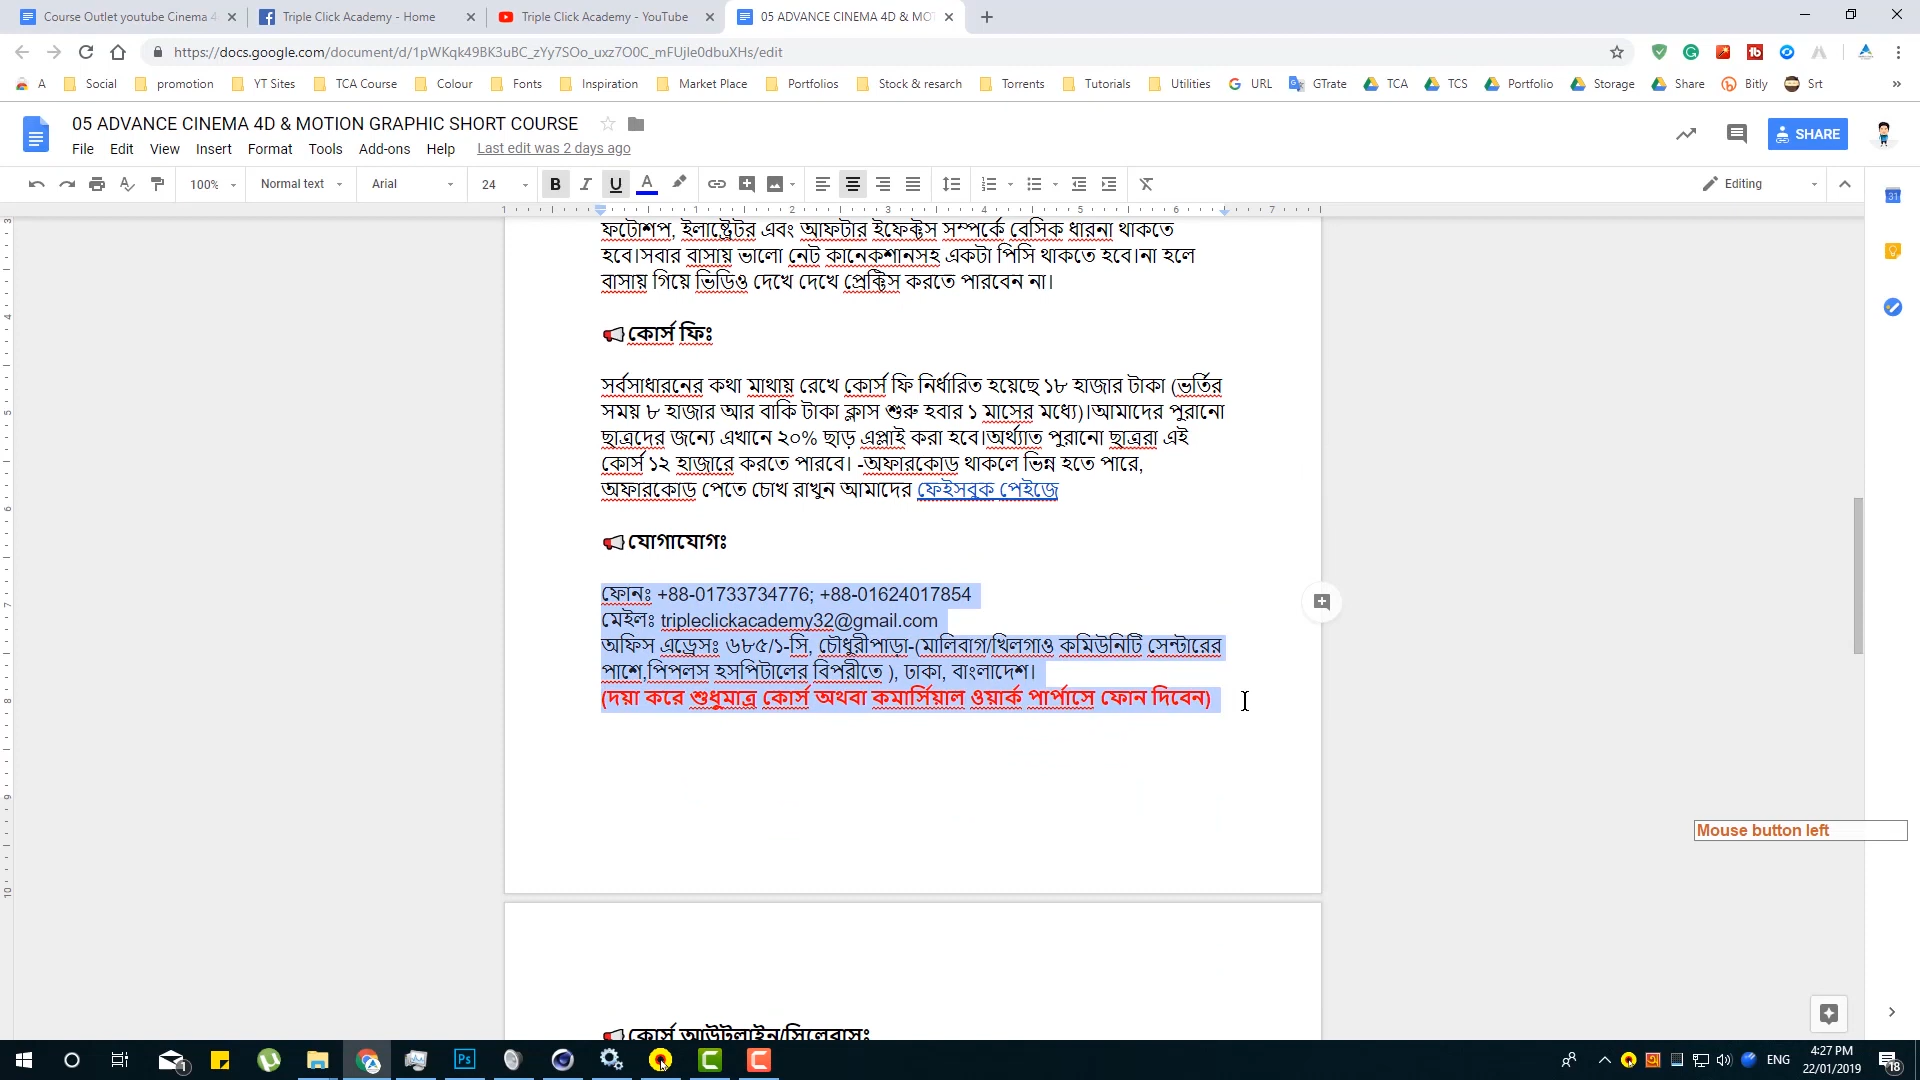 Course Outlet youtube Cinema 4
Triple Click Academy - Home
Triple Click Academy - YouTube
05 ADVANCE CINEMA 4D & MOT
https://docs.google.com/document/d/1pWKqk49BK3uBC_zYy7SOo_uxz7O0C_mFUjle0dbuXHs/edit
A Social promotion YT Sites TCA Course Colour Fonts Inspiration Market Place Portfolios Stock & resarch Torrents Tutorials Utilities URL GTrate TCA TCS Portfolio Storage Share Bitly Srt
05 ADVANCE CINEMA 4D & MOTION GRAPHIC SHORT COURSE
SHARE
File Edit View Insert Format Tools Add-ons Help Last edit was 2 days ago
100% Normal text Arial 24 B I U A Editing
ফটোশপ, ইলাষ্ট্রেটর এবং আফটার ইফেক্টস সম্পর্কে বেসিক ধারনা থাকতে
হবে।সবার বাসায় ভালো নেট কানেকশানসহ একটা পিসি থাকতে হবে।না হলে
বাসায় গিয়ে ভিডিও দেখে দেখে প্রেক্টিস করতে পারবেন না।
কোর্স ফিঃ
সর্বসাধারনের কথা মাথায় রেখে কোর্স ফি নির্ধারিত হয়েছে ১৮ হাজার টাকা (ভর্তির
সময় ৮ হাজার আর বাকি টাকা ক্লাস শুরু হবার ১ মাসের মধ্যে)।আমাদের পুরানো
ছাত্রদের জন্যে এখানে ২০% ছাড় এপ্লাই করা হবে।অর্থ্যাত পুরানো ছাত্ররা এই
কোর্স ১২ হাজারে করতে পারবে। -অফারকোড থাকলে ভিন্ন হতে পারে,
অফারকোড পেতে চোখ রাখুন আমাদের ফেইসবুক পেইজে
যোগাযোগঃ
ফোনঃ +88-01733734776; +88-01624017854
মেইলঃ tripleclickacademy32@gmail.com
অফিস এড্রেসঃ ৬৮৫/১-সি, চৌধুরীপাড়া-(মালিবাগ/খিলগাও কমিউনিটি সেন্টারের
পাশে,পিপলস হসপিটালের বিপরীতে ), ঢাকা, বাংলাদেশ।
(দয়া করে শুধুমাত্র কোর্স অথবা কমার্সিয়াল ওয়ার্ক পার্পাসে ফোন দিবেন)
Mouse button left
কোর্স আউটলাইন/সিলেবাসঃ
ENG
4:27 PM
22/01/2019
18